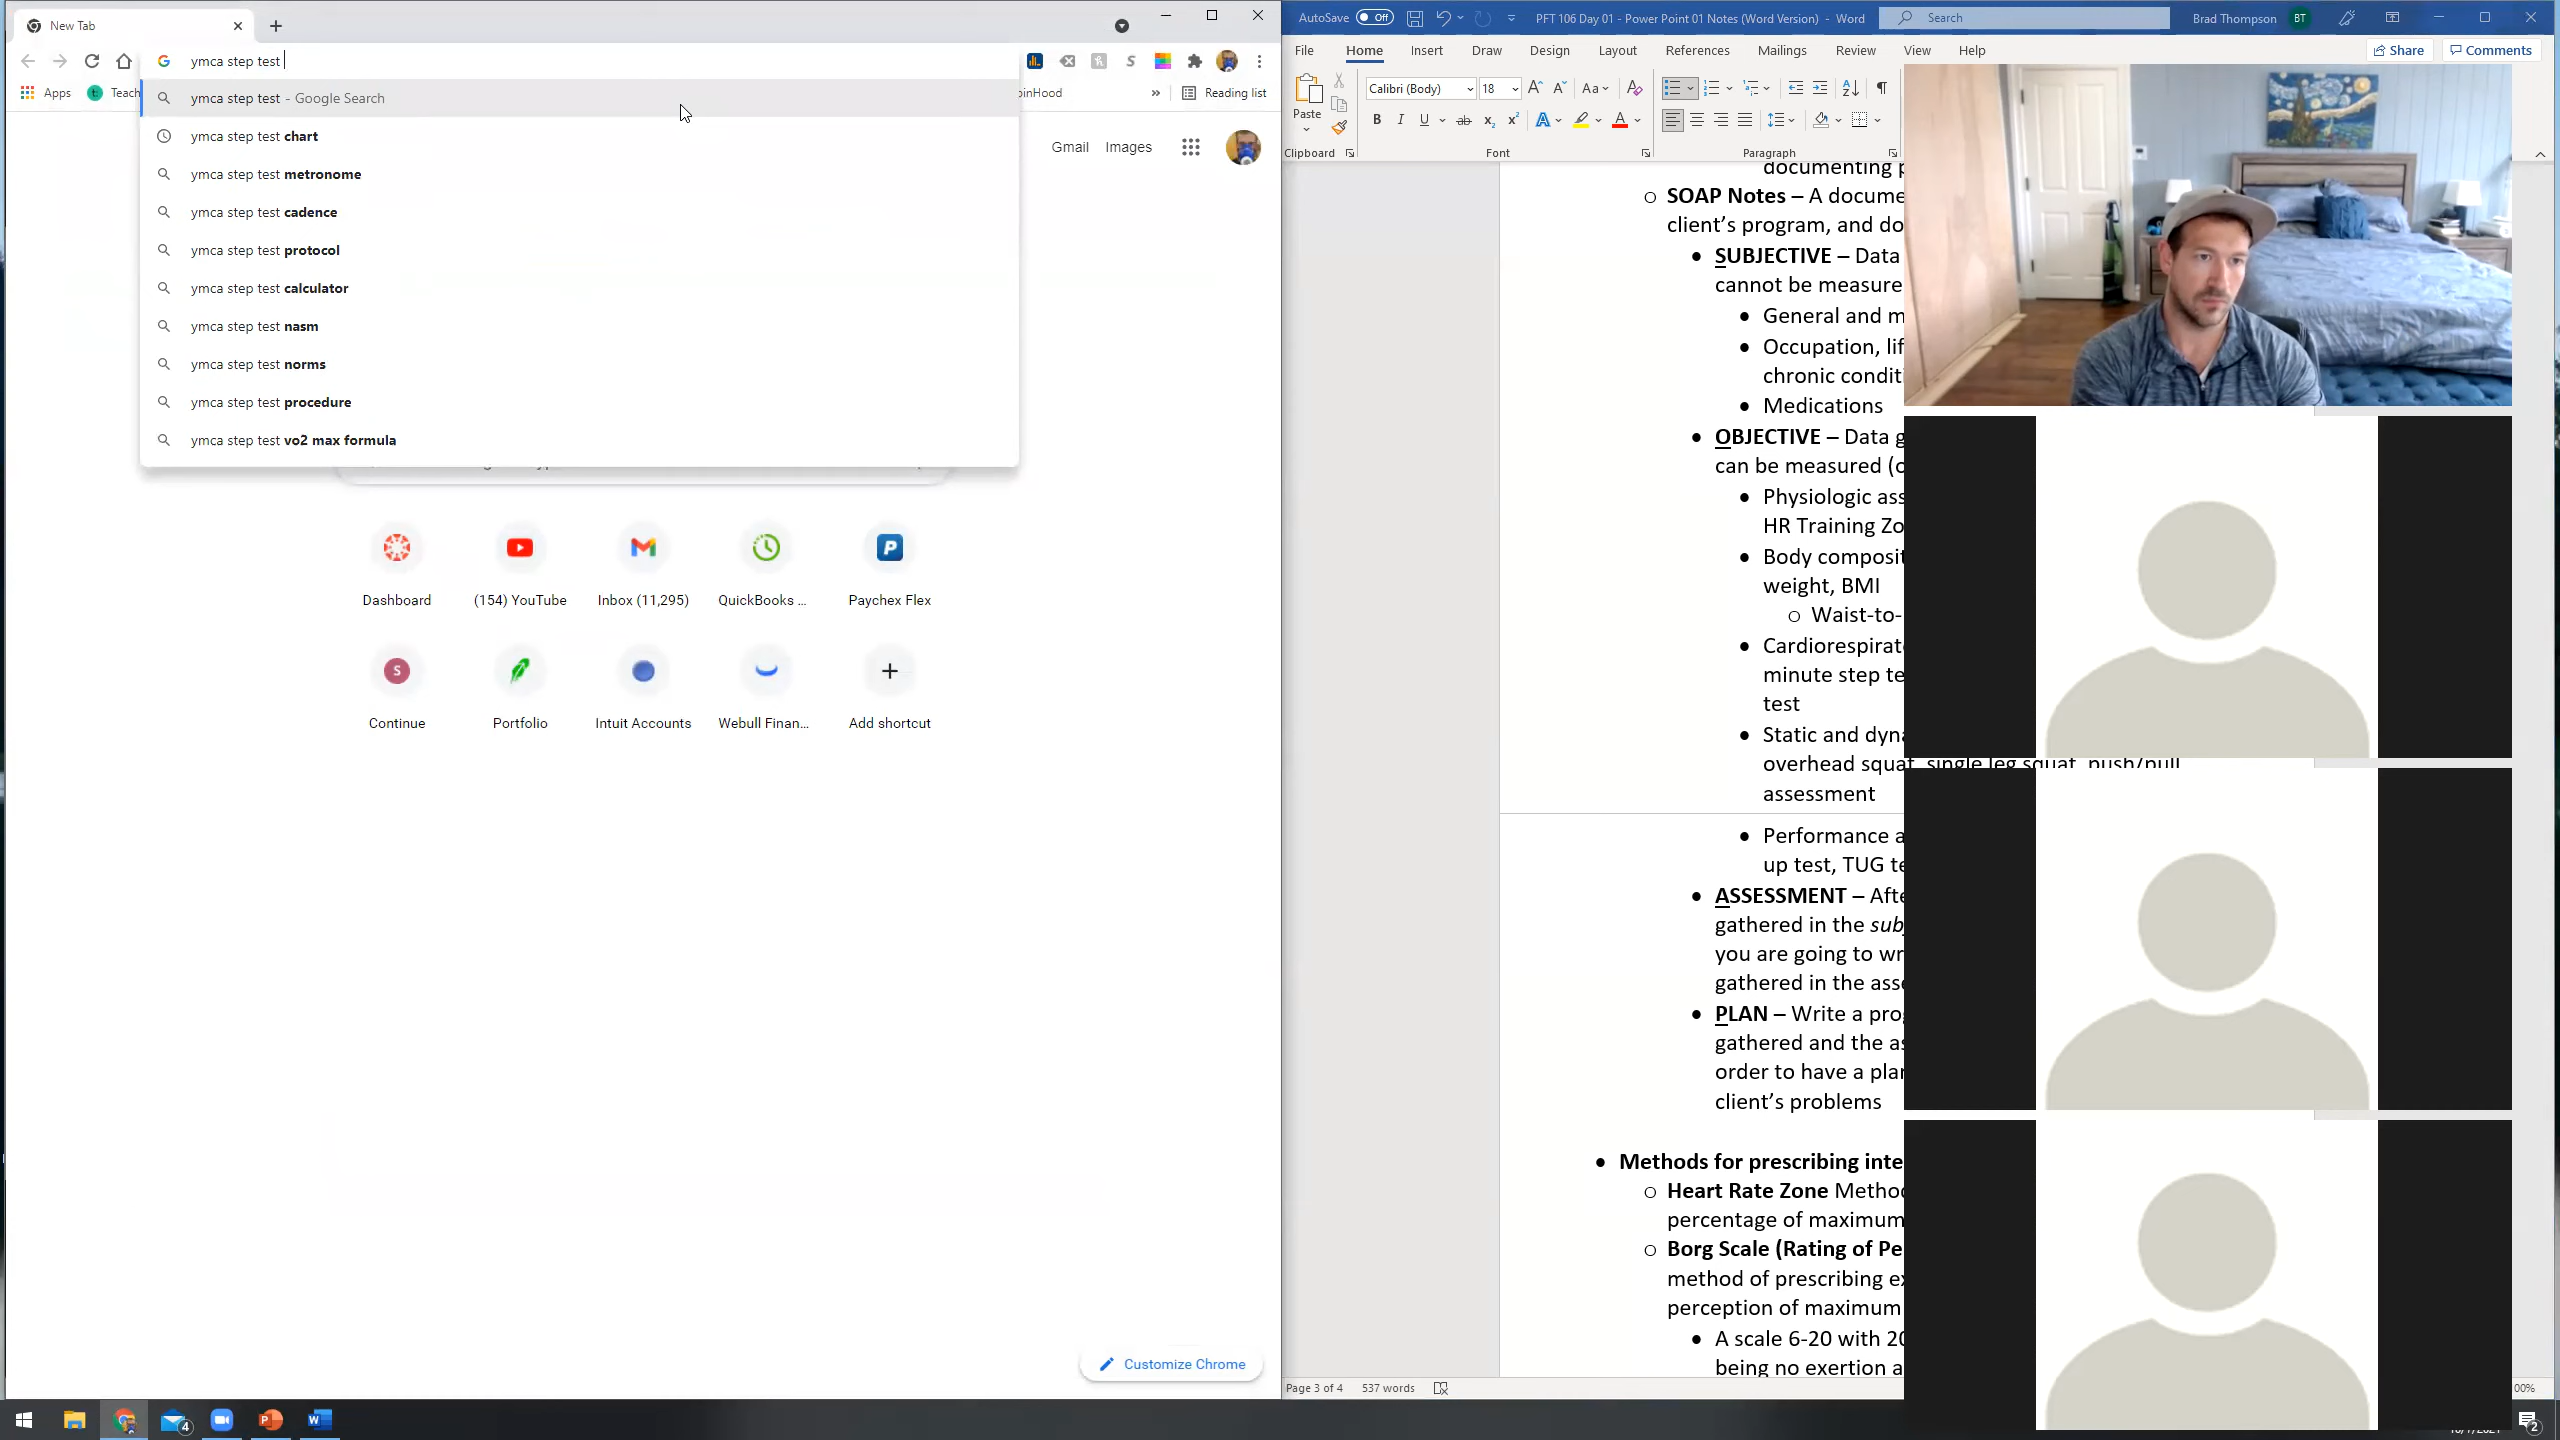 New Tab
ymca step test
ymca step test - Google Search
ymca step test chart
ymca step test metronome
ymca step test cadence
ymca step test protocol
ymca step test calculator
ymca step test nasm
ymca step test norms
ymca step test procedure
ymca step test vo2 max formula
Apps
Teach
Reading list
Gmail
Images
Dashboard
(154) YouTube
Inbox (11,295)
QuickBooks ...
Paychex Flex
S
Continue
Portfolio
Intuit Accounts
Webull Finan...
Add shortcut
Customize Chrome
AutoSave Off
PFT 106 Day 01 - Power Point 01 Notes (Word Version) - Word
Search
Brad Thompson BT
File Home Insert Draw Design Layout References Mailings Review View Help
Share
Comments
Paste
Calibri (Body) 18
Clipboard
Font
Paragraph
documenting p
o SOAP Notes – A docume
client’s program, and do
• SUBJECTIVE – Data
cannot be measure
• General and m
• Occupation, lif
chronic conditi
• Medications
• OBJECTIVE – Data g
can be measured (o
• Physiologic ass
HR Training Zo
• Body composit
weight, BMI
o Waist-to-
• Cardiorespirat
minute step te
test
• Static and dyna
overhead squat, single leg squat, push/pull
assessment
• Performance a
up test, TUG te
• ASSESSMENT – Afte
gathered in the sub
you are going to wr
gathered in the asse
• PLAN – Write a pro
gathered and the as
order to have a plan
client’s problems
• Methods for prescribing inte
o Heart Rate Zone Method
percentage of maximum
o Borg Scale (Rating of Pe
method of prescribing ex
perception of maximum
• A scale 6-20 with 20
being no exertion a
Page 3 of 4
537 words
00%
4
2